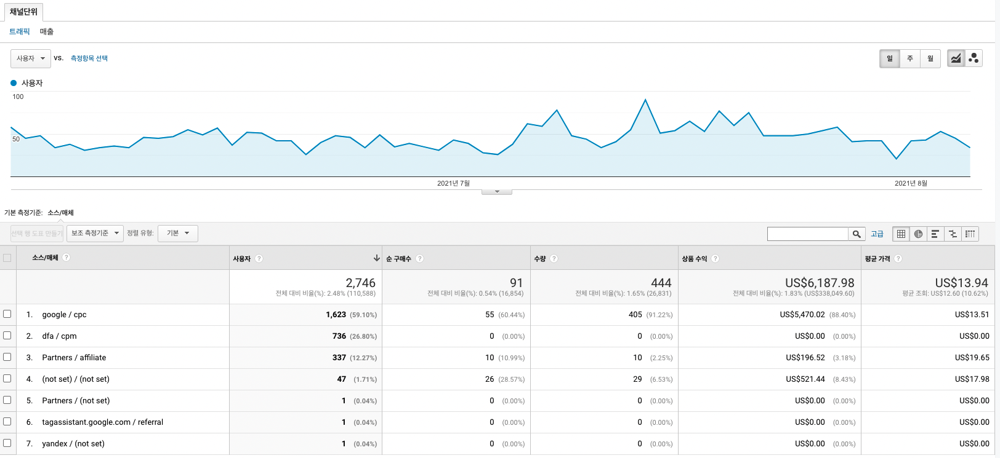 채널단위
트래픽 매출
사용자 vs. 측정항목 선택 일 주 월
사용자
100
50
2021년 7월 2021년 8월
기본 측정기준: 소스/매체
선택 행 도표 만들기 보조 측정기준 정렬 유형: 기본 고급
소스/매체 ? 사용자 ? 순 구매수 ? 수량 ? 상품 수익 ? 평균 가격 ?
2,746 91 444 US$6,187.98 US$13.94
전체 대비 비율(%): 2.48% (110,588) 전체 대비 비율(%): 0.54% (16,854) 전체 대비 비율(%): 1.65% (26,831) 전체 대비 비율(%): 1.83% (US$338,049.60) 평균 조회: US$12.60 (10.62%)
1. google / cpc 1,623 (59.10%) 55 (60.44%) 405 (91.22%) US$5,470.02 (88.40%) US$13.51
2. dfa / cpm 736 (26.80%) 0 (0.00%) 0 (0.00%) US$0.00 (0.00%) US$0.00
3. Partners / affiliate 337 (12.27%) 10 (10.99%) 10 (2.25%) US$196.52 (3.18%) US$19.65
4. (not set) / (not set) 47 (1.71%) 26 (28.57%) 29 (6.53%) US$521.44 (8.43%) US$17.98
5. Partners / (not set) 1 (0.04%) 0 (0.00%) 0 (0.00%) US$0.00 (0.00%) US$0.00
6. tagassistant.google.com / referral 1 (0.04%) 0 (0.00%) 0 (0.00%) US$0.00 (0.00%) US$0.00
7. yandex / (not set) 1 (0.04%) 0 (0.00%) 0 (0.00%) US$0.00 (0.00%) US$0.00